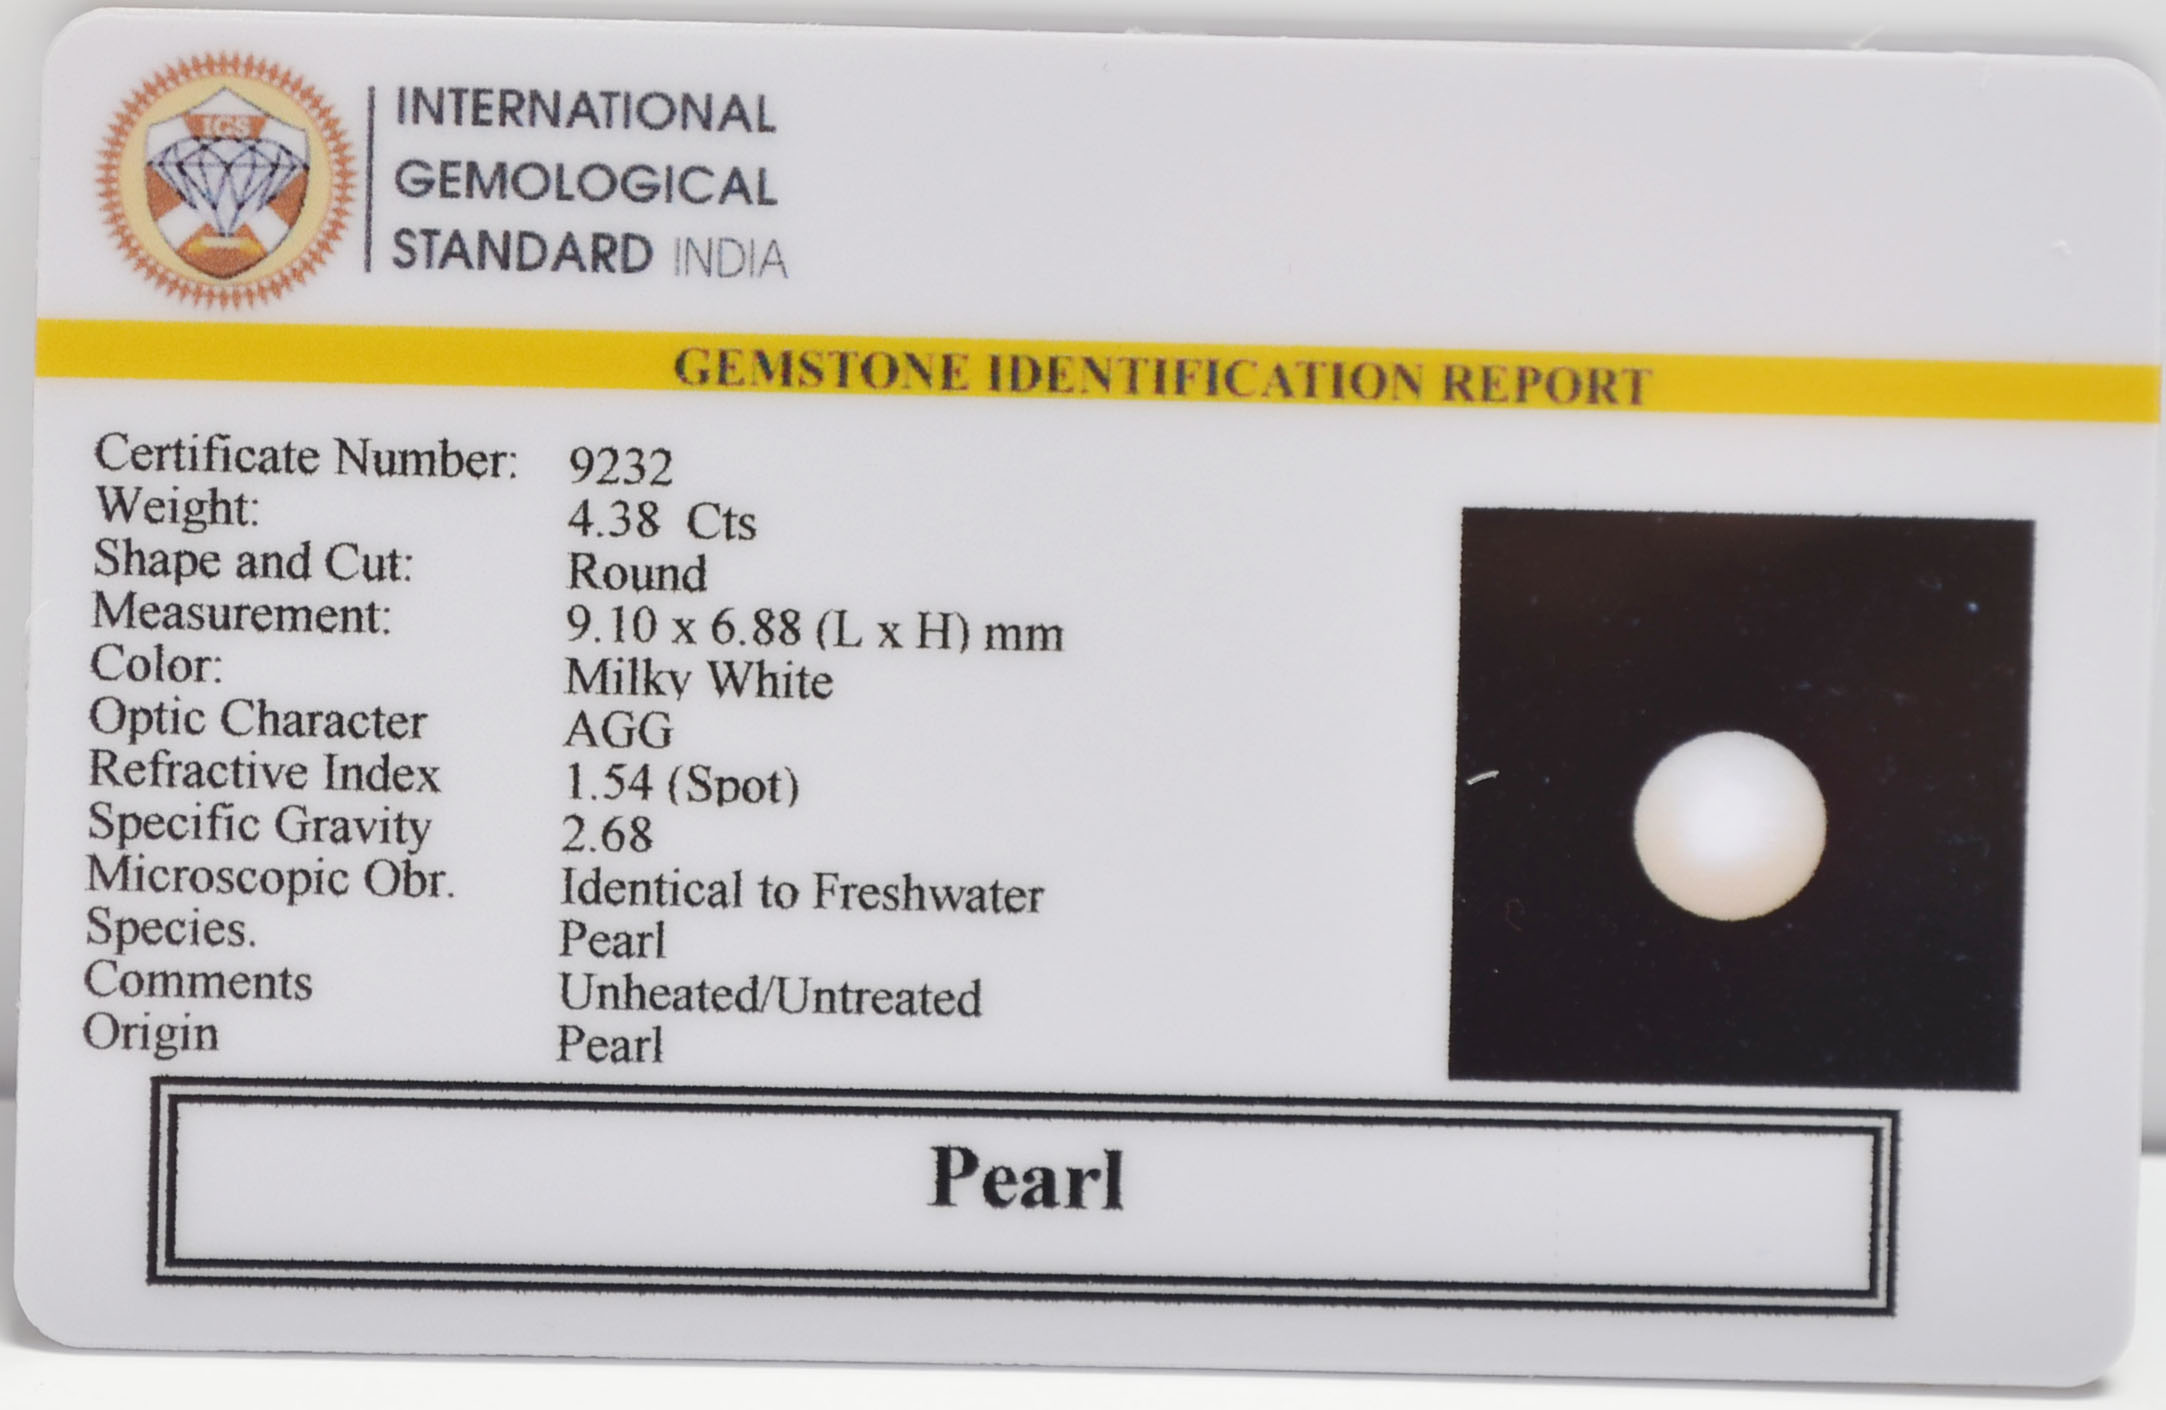 IGS
INTERNATIONAL
GEMOLOGICAL
STANDARD INDIA
GEMSTONE IDENTIFICATION REPORT
Certificate Number: 9232
Weight: 4.38 Cts
Shape and Cut: Round
Measurement: 9.10 x 6.88 (L x H) mm
Color: Milky White
Optic Character AGG
Refractive Index 1.54 (Spot)
Specific Gravity 2.68
Microscopic Obr. Identical to Freshwater
Species. Pearl
Comments Unheated/Untreated
Origin Pearl
Pearl